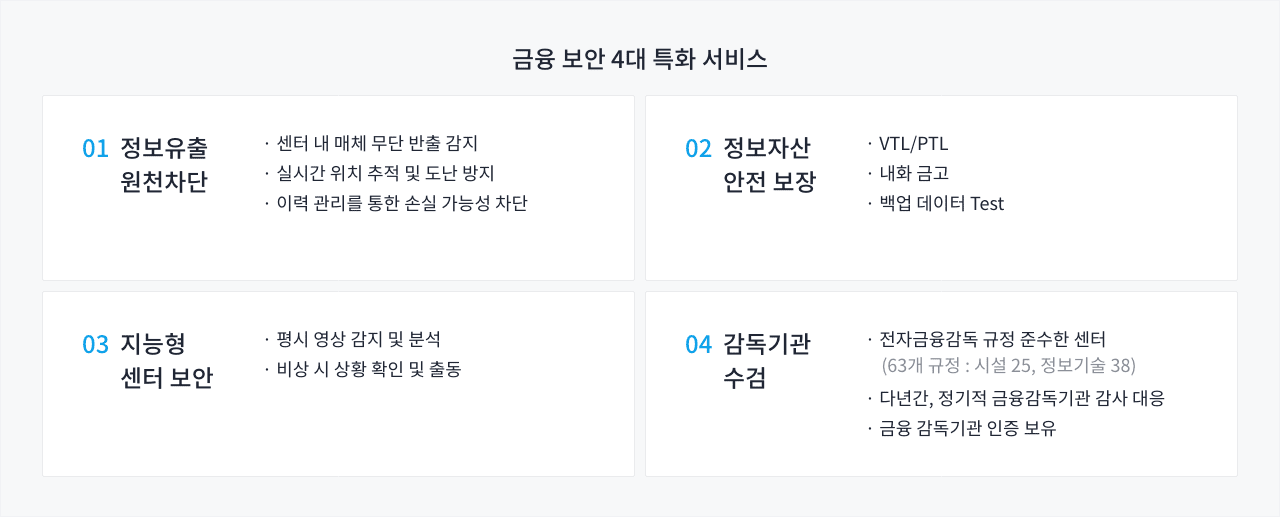 금융 보안 4대 특화 서비스
01 정보유출
원천차단
· 센터 내 매체 무단 반출 감지
· 실시간 위치 추적 및 도난 방지
· 이력 관리를 통한 손실 가능성 차단
02 정보자산
안전 보장
· VTL/PTL
· 내화 금고
· 백업 데이터 Test
03 지능형
센터 보안
· 평시 영상 감지 및 분석
· 비상 시 상황 확인 및 출동
04 감독기관
수검
· 전자금융감독 규정 준수한 센터
(63개 규정 : 시설 25, 정보기술 38)
· 다년간, 정기적 금융감독기관 감사 대응
· 금융 감독기관 인증 보유